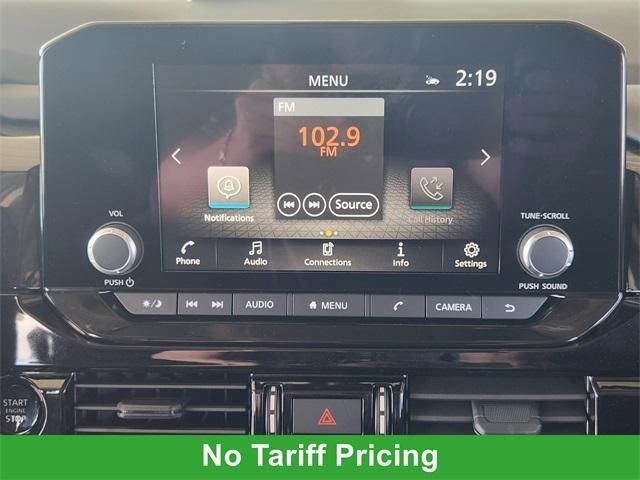 MENU 2:19
FM
102.9
FM
Source
Notifications
Call History
Phone Audio Connections Info Settings
VOL
PUSH
TUNE-SCROLL
PUSH SOUND
AUDIO MENU CAMERA
START
ENGINE
STOP
No Tariff Pricing